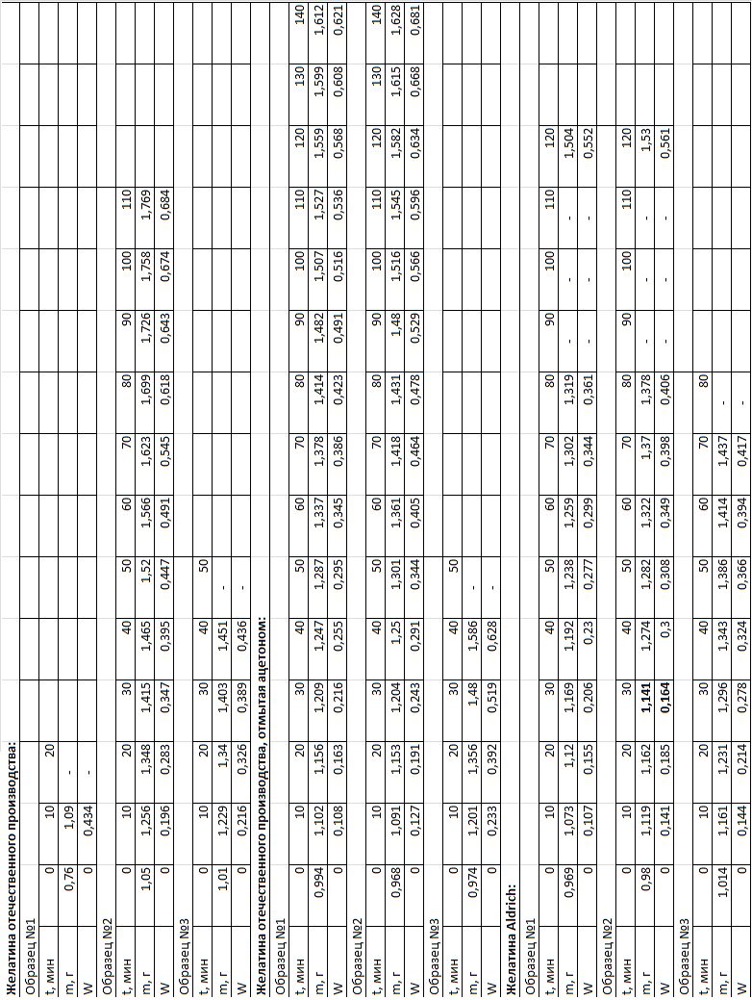 Желатина отечественного производства:
Образец №1
t, мин 0 10 20
m, г 0,76 1,09 -
W 0 0,434 -
Образец №2
t, мин 0 10 20 30 40 50 60 70 80 90 100 110
m, г 1,05 1,256 1,348 1,415 1,465 1,52 1,566 1,623 1,699 1,726 1,758 1,769
W 0 0,196 0,283 0,347 0,395 0,447 0,491 0,545 0,618 0,643 0,674 0,684
Образец №3
t, мин 0 10 20 30 40 50
m, г 1,01 1,229 1,34 1,403 1,451 -
W 0 0,216 0,326 0,389 0,436 -
Желатина отечественного производства, отмытая ацетоном:
Образец №1
t, мин 0 10 20 30 40 50 60 70 80 90 100 110 120 130 140
m, г 0,994 1,102 1,156 1,209 1,247 1,287 1,337 1,378 1,414 1,482 1,507 1,527 1,559 1,599 1,612
W 0 0,108 0,163 0,216 0,255 0,295 0,345 0,386 0,423 0,491 0,516 0,536 0,568 0,608 0,621
Образец №2
t, мин 0 10 20 30 40 50 60 70 80 90 100 110 120 130 140
m, г 0,968 1,091 1,153 1,204 1,25 1,301 1,361 1,418 1,431 1,48 1,516 1,545 1,582 1,615 1,628
W 0 0,127 0,191 0,243 0,291 0,344 0,405 0,464 0,478 0,529 0,566 0,596 0,634 0,668 0,681
Образец №3
t, мин 0 10 20 30 40 50
m, г 0,974 1,201 1,356 1,48 1,586 -
W 0 0,233 0,392 0,519 0,628 -
Желатина Aldrich:
Образец №1
t, мин 0 10 20 30 40 50 60 70 80 90 100 110 120
m, г 0,969 1,073 1,12 1,169 1,192 1,238 1,259 1,302 1,319 - - - 1,504
W 0 0,107 0,155 0,206 0,23 0,277 0,299 0,344 0,361 - - - 0,552
Образец №2
t, мин 0 10 20 30 40 50 60 70 80 90 100 110 120
m, г 0,98 1,119 1,162 1,141 1,274 1,282 1,322 1,37 1,378 - - - 1,53
W 0 0,141 0,185 0,164 0,3 0,308 0,349 0,398 0,406 - - - 0,561
Образец №3
t, мин 0 10 20 30 40 50 60 70 80
m, г 1,014 1,161 1,231 1,296 1,343 1,386 1,414 1,437 -
W 0 0,144 0,214 0,278 0,324 0,366 0,394 0,417 -